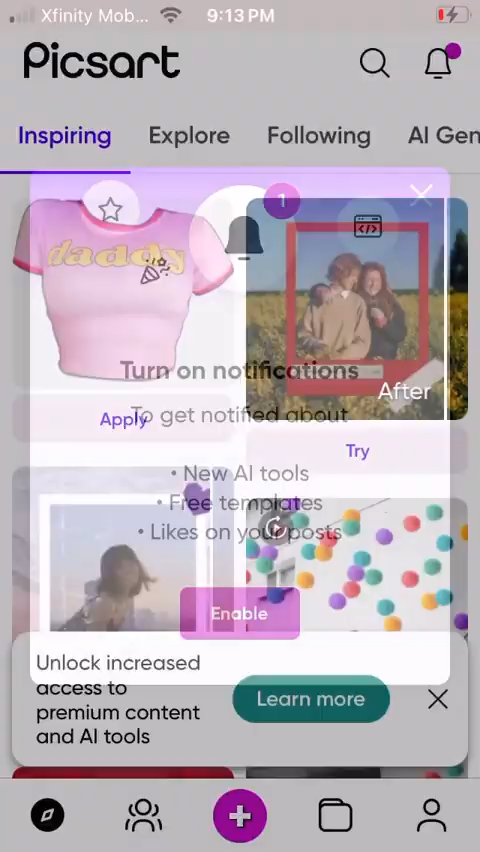 Xfinity Mob...
9:13 PM
Picsart
Inspiring
Explore
Following
AI Gen
1
daddy
After
Turn on notifications
Apply
To get notified about
Try
• New AI tools
• Free templates
• Likes on your posts
Enable
Unlock increased
access to
premium content
and AI tools
Learn more